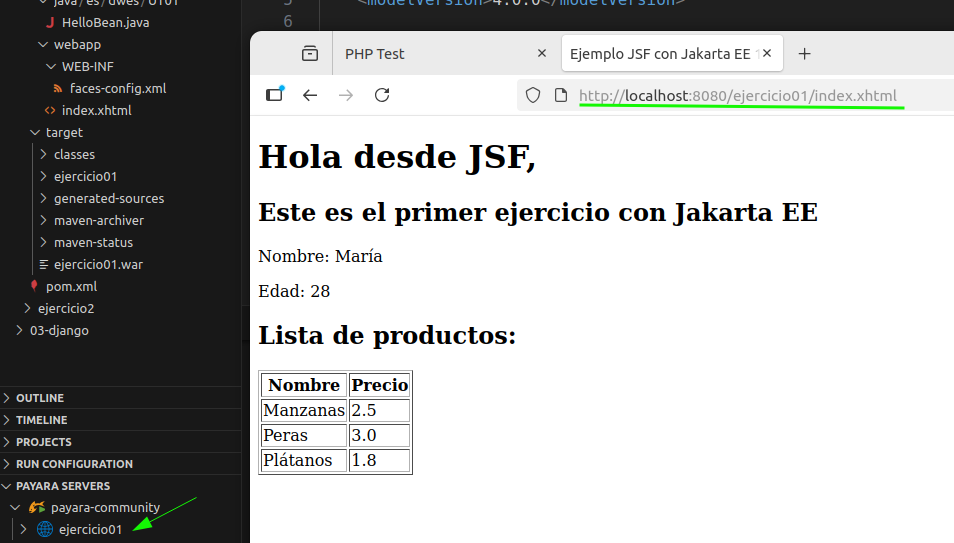 java / es / dwes / UT01
HelloBean.java
webapp
WEB-INF
faces-config.xml
index.xhtml
target
classes
ejercicio01
generated-sources
maven-archiver
maven-status
ejercicio01.war
pom.xml
ejercicio2
03-django
OUTLINE
TIMELINE
PROJECTS
RUN CONFIGURATION
PAYARA SERVERS
payara-community
ejercicio01
5 <modelVersion>4.0.0</modelVersion>
6
PHP Test
Ejemplo JSF con Jakarta EE 1
http://localhost:8080/ejercicio01/index.xhtml
Hola desde JSF,
Este es el primer ejercicio con Jakarta EE
Nombre: María
Edad: 28
Lista de productos:
Nombre Precio
Manzanas 2.5
Peras 3.0
Plátanos 1.8